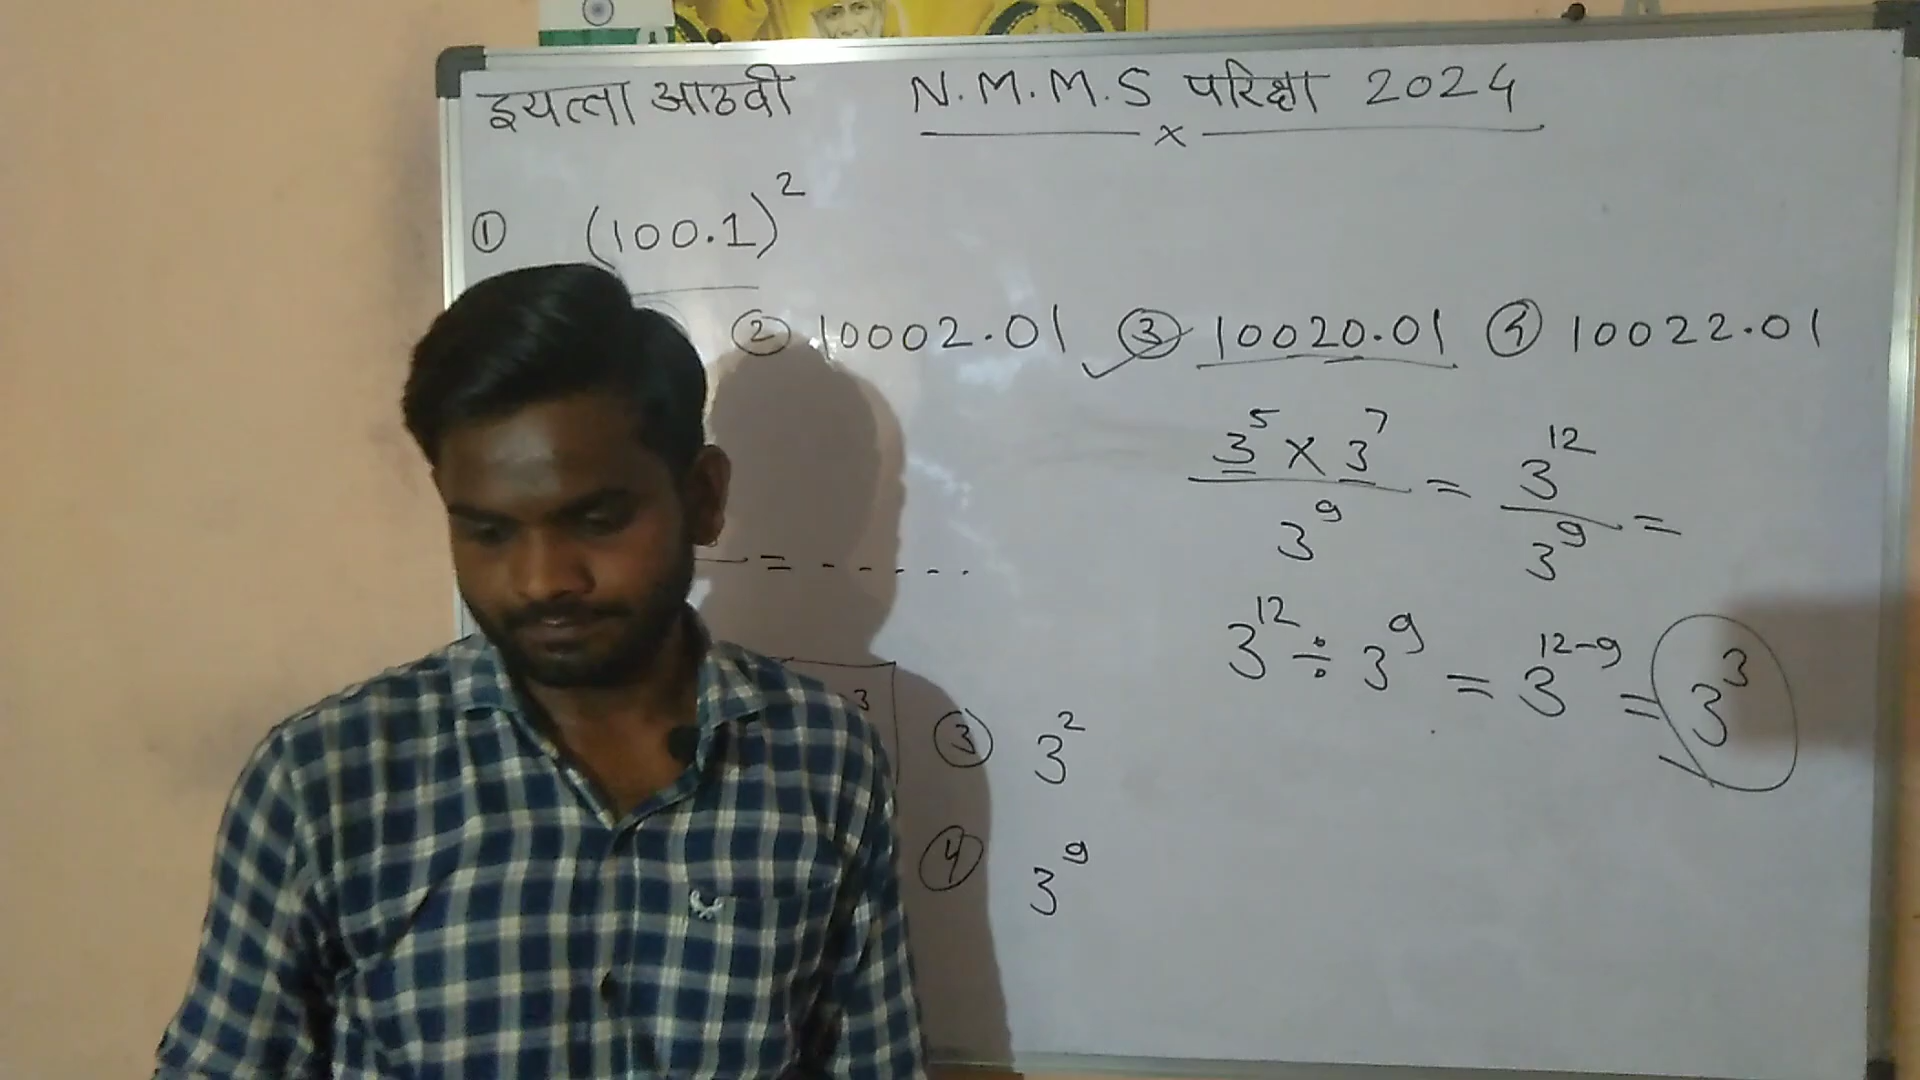 इयत्ता आठवी N.M.M.S परिक्षा 2024
① (100.1)²
② 10002.01 ③ 10020.01 ④ 10022.01
3⁵ × 3⁷ / 3⁹ = 3¹² / 3⁹ =
= - - - - -
3¹² ÷ 3⁹ = 3¹²⁻⁹ = 3³
3
③ 3²
④ 3⁹